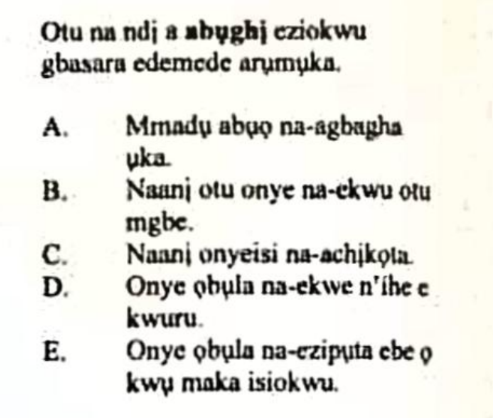 Otu na ndị a abụghị eziokwu
gbasara edemede arụmụka.
A. Mmadụ abụọ na-agbagha
ụka.
B. Naanị otu onye na-ekwu otu
mgbe.
C. Naanị onyeisi na-achịkọta.
D. Onye ọbụla na-ekwe n'ihe e
kwuru.
E. Onye ọbụla na-ezipụta ebe ọ
kwụ maka isiokwu.